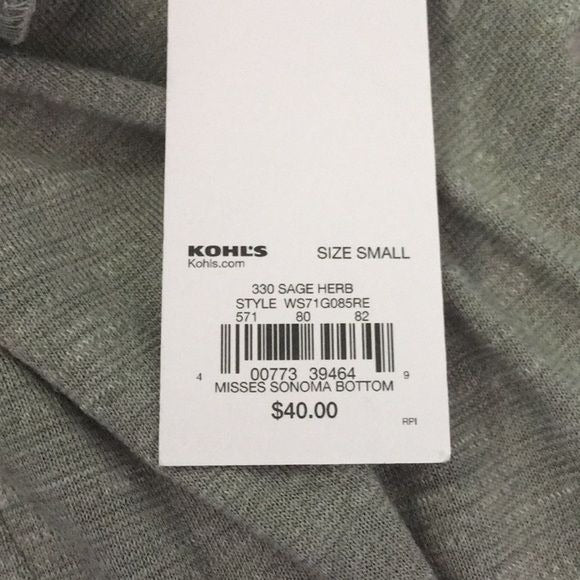 KOHL'S SIZE SMALL
Kohls.com
330 SAGE HERB
STYLE WS71G085RE
571 80 82
4 00773 39464 9
MISSES SONOMA BOTTOM
$40.00
RPI